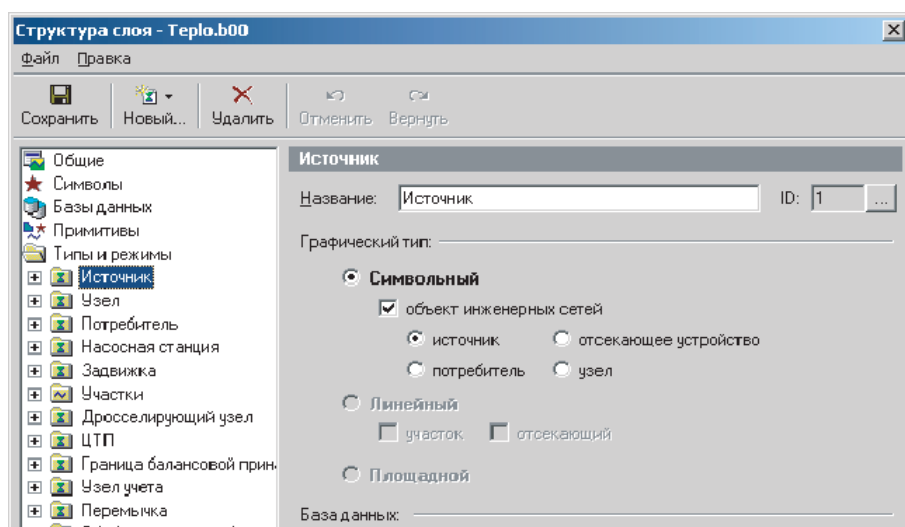 Структура слоя - Teplo.b00
Файл Правка
Сохранить Новый... Удалить Отменить Вернуть
Общие
Символы
Базы данных
Примитивы
Типы и режимы
Источник
Узел
Потребитель
Насосная станция
Задвижка
Участки
Дросселирующий узел
ЦТП
Граница балансовой прин
Узел учета
Перемычка
Источник
Название: Источник ID: 1 ...
Графический тип:
Символьный
объект инженерных сетей
источник отсекающее устройство
потребитель узел
Линейный
участок отсекающий
Площадной
База данных: